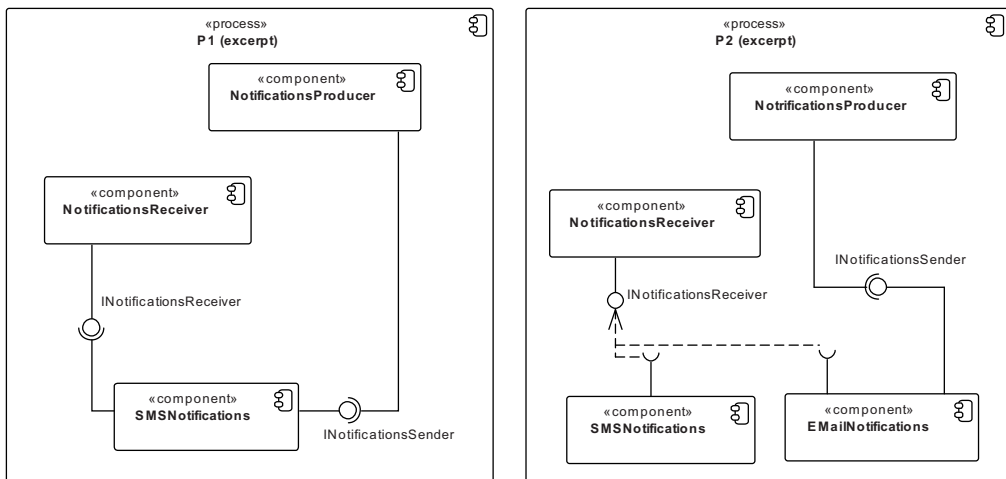 «process»
P1 (excerpt)
«component»
NotificationsProducer
«component»
NotificationsReceiver
INotificationsReceiver
«component»
SMSNotifications
INotificationsSender
«process»
P2 (excerpt)
«component»
NotrificationsProducer
«component»
NotificationsReceiver
INotificationsSender
INotificationsReceiver
«component»
SMSNotifications
«component»
EMailNotifications